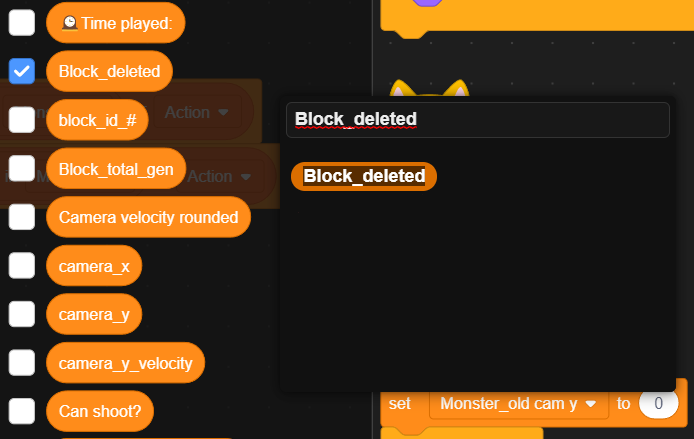 🕰️Time played:
Block_deleted
block_id_#
Action
Block_total_gen
Action
Camera velocity rounded
camera_x
camera_y
camera_y_velocity
Can shoot?
Block_deleted
Block_deleted
set Monster_old cam y to 0